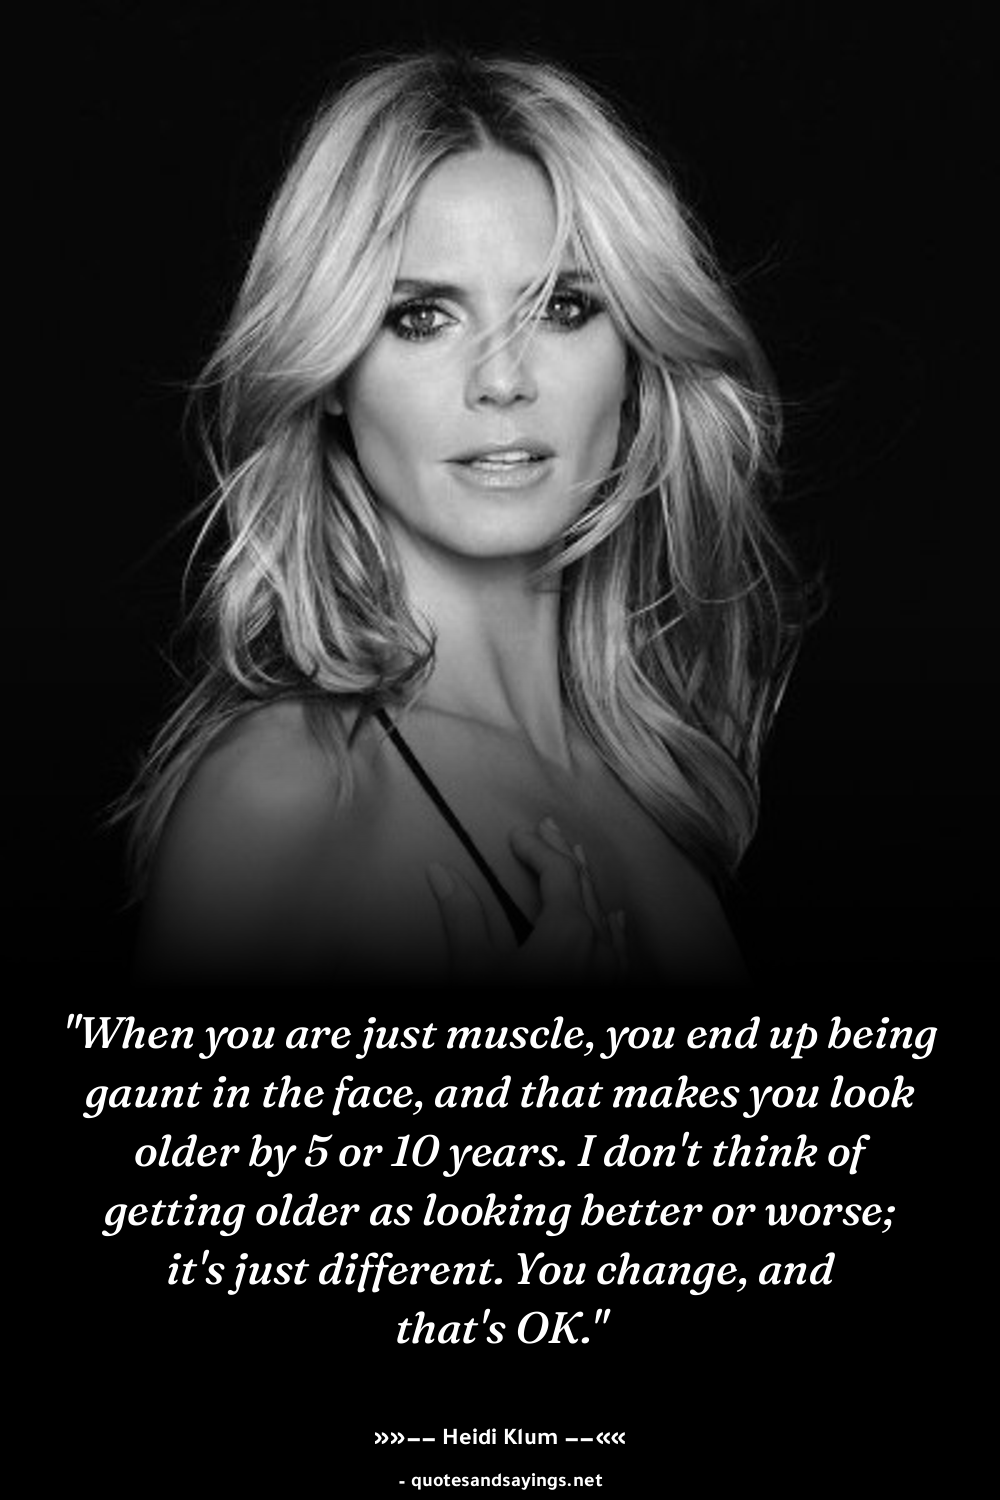 "When you are just muscle, you end up being
gaunt in the face, and that makes you look
older by 5 or 10 years. I don't think of
getting older as looking better or worse;
it's just different. You change, and
that's OK."
»»−− Heidi Klum −−««
- quotesandsayings.net